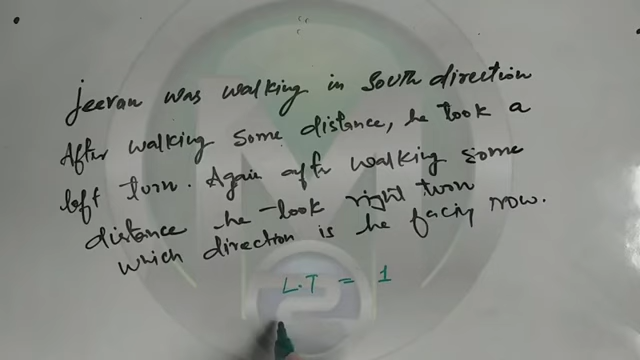 Jeevan was walking in south direction
After walking some distance, he took a
left turn. Again after walking some
distance he took right turn
which direction is he facing now.
L.T = 1